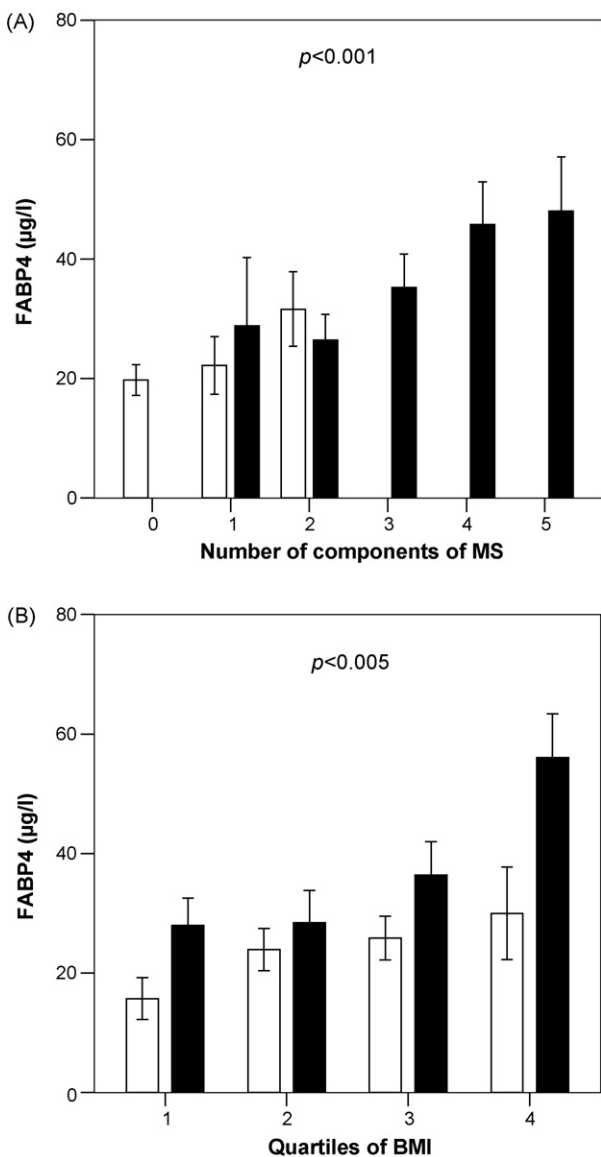 (A)
80
p<0.001
60
FABP4 (µg/l)
40
20
0
0 1 2 3 4 5
Number of components of MS
(B)
80
p<0.005
60
FABP4 (µg/l)
40
20
0
1 2 3 4
Quartiles of BMI